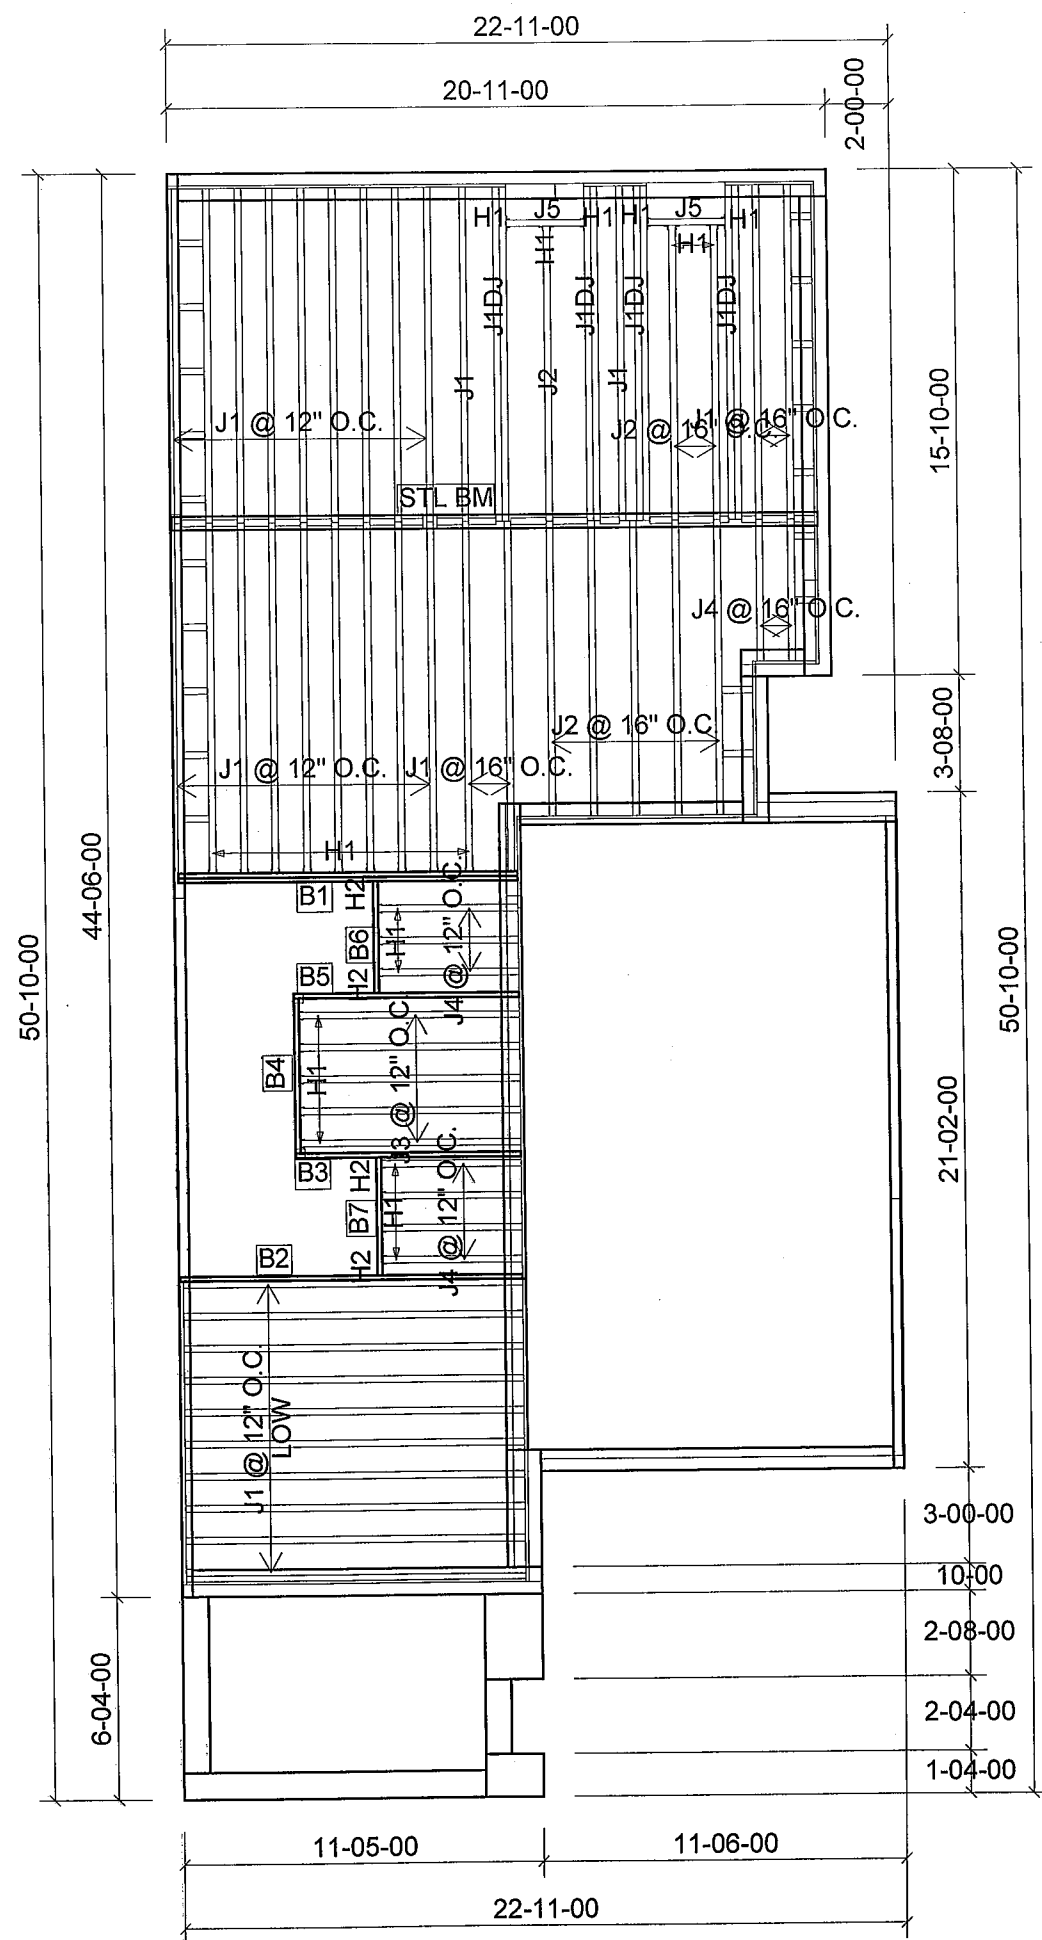 22-11-00
20-11-00
2-00-00
H1
J5
H1
H1
J5
H1
H1
H1
J1DJ
J1DJ
J1DJ
J1DJ
J1
J2
J1
J1 @ 12" O.C.
J2 @ 16" O.C.
J1 @ 16" O.C.
15-10-00
STL BM
J4 @ 16" O.C.
3-08-00
J2 @ 16" O.C.
J1 @ 12" O.C.
J1 @ 16" O.C.
44-06-00
50-10-00
H1
B1
H2
B6
H1
J4 @ 12" O.C.
B5
H2
50-10-00
B4
H1
J3 @ 12" O.C.
21-02-00
B3
H2
B7
H1
J4 @ 12" O.C.
B2
H2
J1 @ 12" O.C.
LOW
3-00-00
10-00
2-08-00
6-04-00
2-04-00
1-04-00
11-05-00
11-06-00
22-11-00